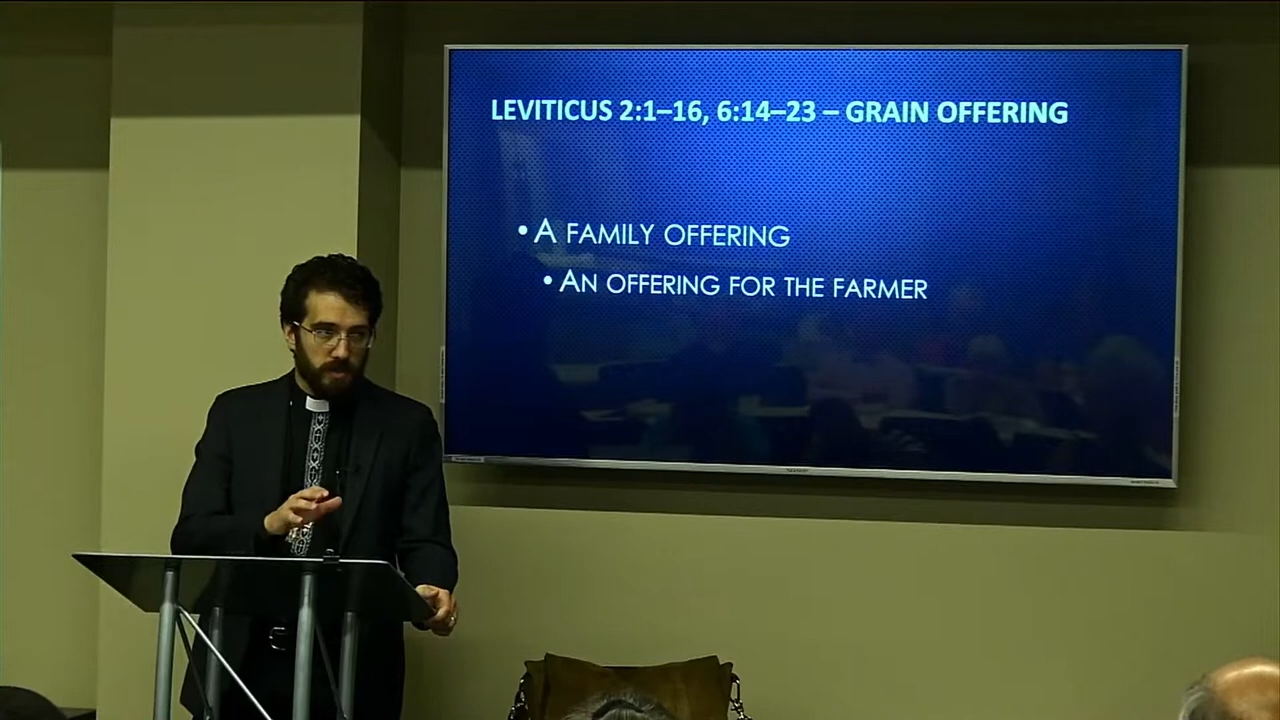 LEVITICUS 2:1–16, 6:14–23 – GRAIN OFFERING
• A FAMILY OFFERING
• AN OFFERING FOR THE FARMER